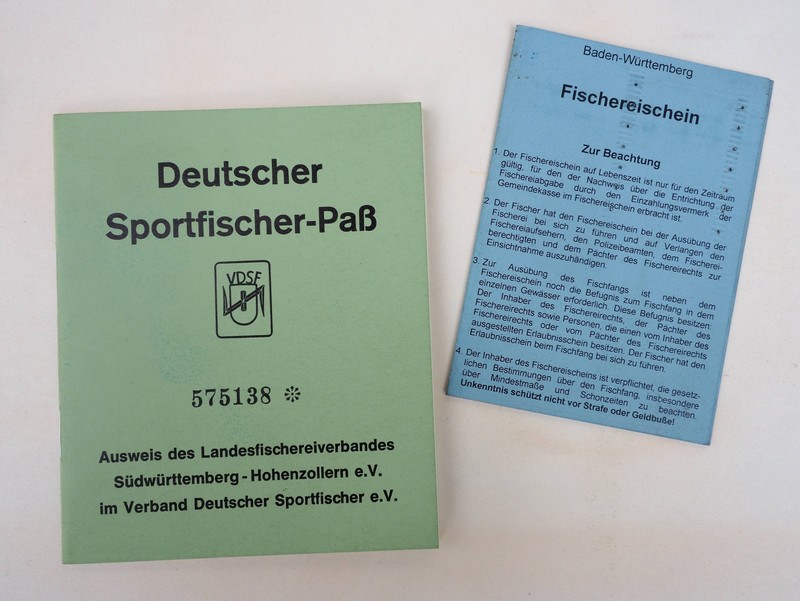 Deutscher
Sportfischer-Paß
VDSF
575138 ❊
Ausweis des Landesfischereiverbandes
Südwürttemberg - Hohenzollern e.V.
im Verband Deutscher Sportfischer e.V.
Baden-Württemberg
Fischereischein
Zur Beachtung
1. Der Fischereischein auf Lebenszeit ist nur für den Zeitraum
gültig, für den der Nachweis über die Entrichtung der
Fischereiabgabe durch den Einzahlungsvermerk der
Gemeindekasse im Fischereischein erbracht ist.
2. Der Fischer hat den Fischereischein bei der Ausübung der
Fischerei bei sich zu führen und auf Verlangen den
Fischereiaufsehern, den Polizeibeamten, dem Fischerei-
berechtigten und dem Pächter des Fischereirechts zur
Einsichtnahme auszuhändigen.
3. Zur Ausübung des Fischfangs ist neben dem
Fischereischein noch die Befugnis zum Fischfang in dem
einzelnen Gewässer erforderlich. Diese Befugnis besitzen:
Der Inhaber des Fischereirechts, der Pächter des
Fischereirechts sowie Personen, die einen vom Inhaber des
Fischereirechts oder vom Pächter des Fischereirechts
ausgestellten Erlaubnisschein besitzen. Der Fischer hat den
Erlaubnisschein beim Fischfang bei sich zu führen.
4. Der Inhaber des Fischereischeins ist verpflichtet, die gesetz-
lichen Bestimmungen über den Fischfang, insbesondere
über Mindestmaße und Schonzeiten zu beachten.
Unkenntnis schützt nicht vor Strafe oder Geldbuße!